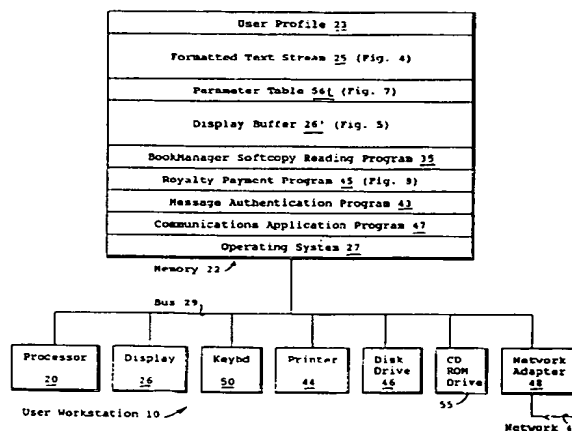 User Profile 23
Formatted Text Stream 25 (Fig. 4)
Parameter Table 56 (Fig. 7)
Display Buffer 26' (Fig. 5)
BookManager Softcopy Reading Program 35
Royalty Payment Program 45 (Fig. 9)
Message Authentication Program 43
Communications Application Program 47
Operating System 27
Memory 22
Bus 29
Processor 20
Display 26
Keybd 50
Printer 44
Disk Drive 46
CD ROM Drive 55
Network Adapter 48
User Workstation 10
Network